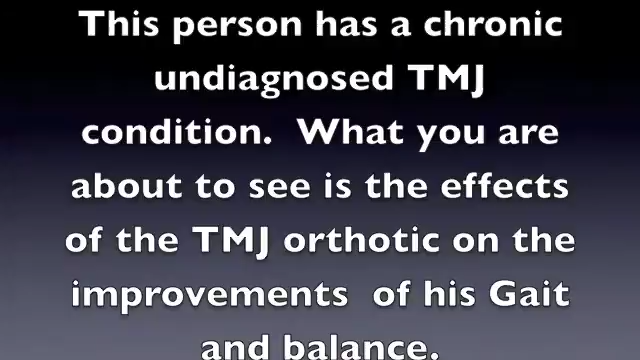 This person has a chronic
undiagnosed TMJ
condition.  What you are
about to see is the effects
of the TMJ orthotic on the
improvements  of his Gait
and balance.